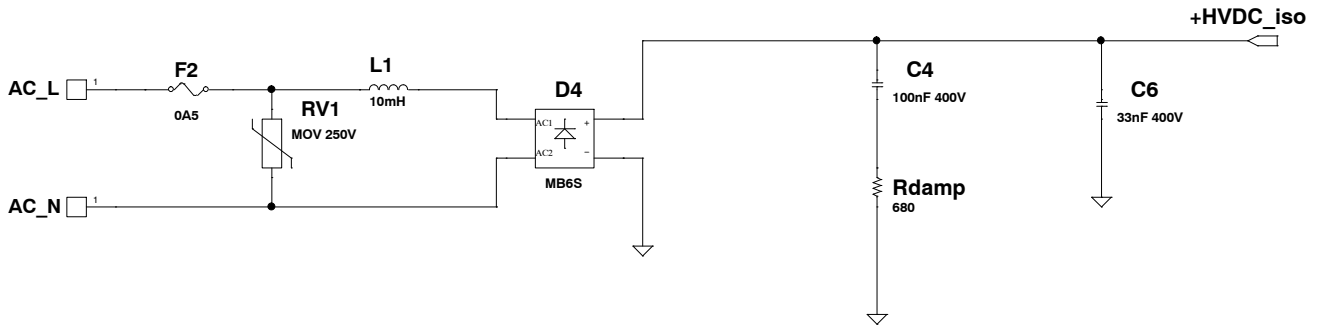 +HVDC_iso
AC_L
1
F2
0A5
L1
10mH
RV1
MOV 250V
D4
AC1
+
AC2
−
MB6S
C4
100nF 400V
C6
33nF 400V
AC_N
1
Rdamp
680